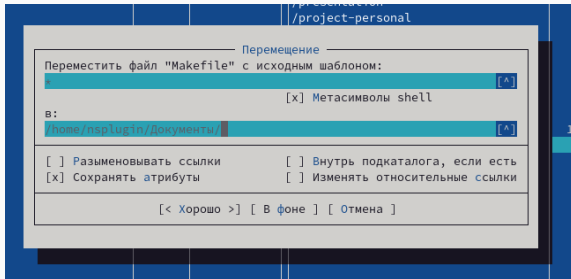 /presentation
/project-personal
Перемещение
Переместить файл "Makefile" с исходным шаблоном:
* [^]
[x] Метасимволы shell
в:
/home/nsplugin/Документы/ [^]
[ ] Разыменовывать ссылки [ ] Внутрь подкаталога, если есть
[x] Сохранять атрибуты [ ] Изменять относительные ссылки
[< Хорошо >] [ В фоне ] [ Отмена ]